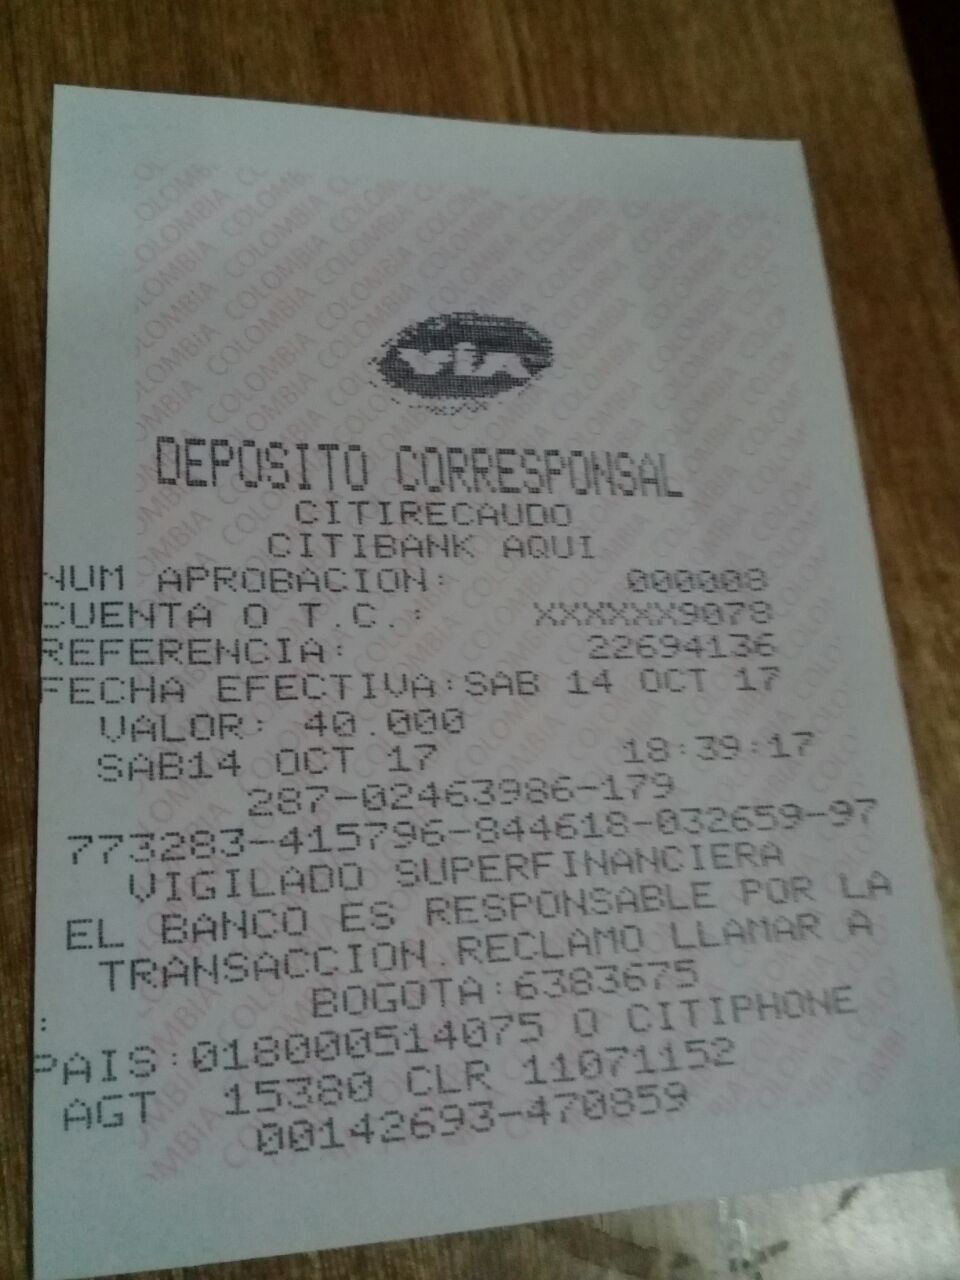 via
DEPOSITO CORRESPONSAL
CITIRECAUDO
CITIBANK AQUI
NUM APROBACION: 000008
CUENTA O T.C.: XXXXXX9078
REFERENCIA: 22694136
FECHA EFECTIVA:SAB 14 OCT 17
VALOR: 40.000
SAB14 OCT 17 18:39:17
287-02463986-179
773283-415796-844618-032659-97
VIGILADO SUPERFINANCIERA
EL BANCO ES RESPONSABLE POR LA
TRANSACCION.RECLAMO LLAMAR A
BOGOTA:6383675
:
PAIS:018000514075 O CITIPHONE
AGT 15380 CLR 11071152
00142693-470859